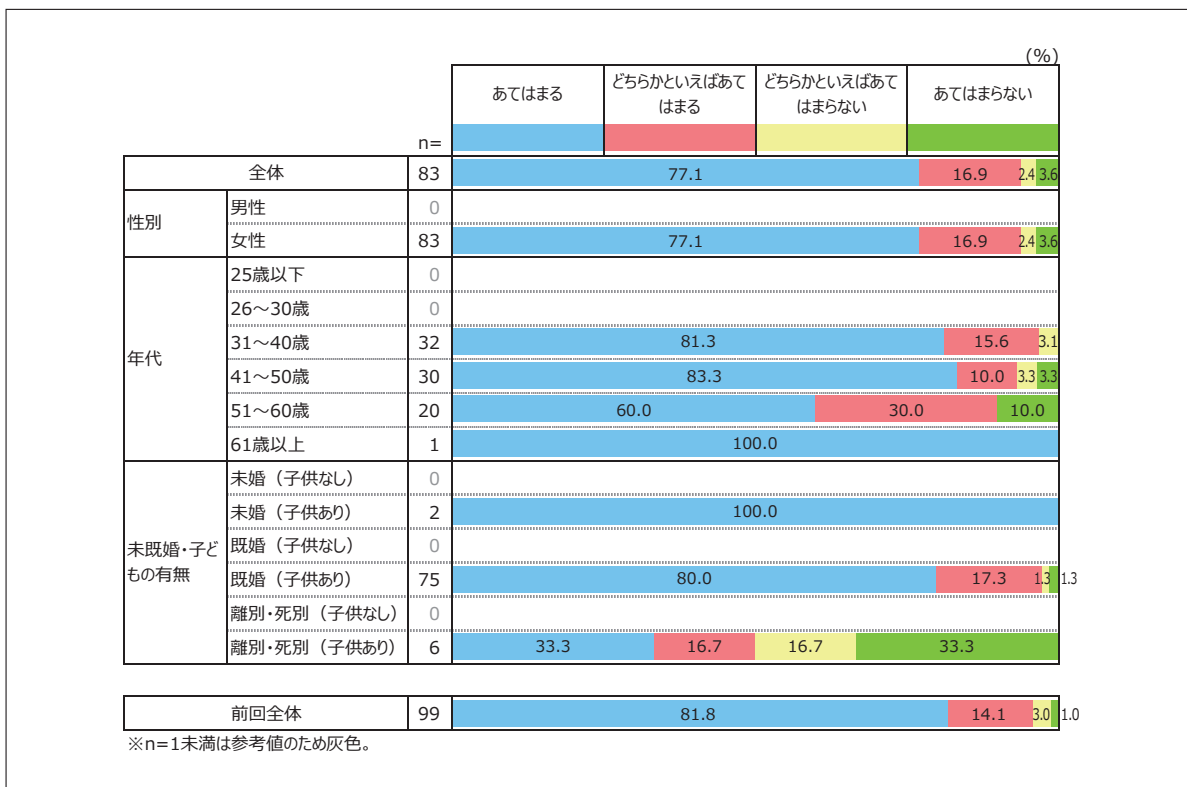 (%)
あてはまる
どちらかといえばあて
はまる
どちらかといえばあて
はまらない
あてはまらない
n=
全体 83 77.1 16.9 2.4 3.6
性別
男性 0
女性 83 77.1 16.9 2.4 3.6
年代
25歳以下 0
26～30歳 0
31～40歳 32 81.3 15.6 3.1
41～50歳 30 83.3 10.0 3.3 3.3
51～60歳 20 60.0 30.0 10.0
61歳以上 1 100.0
未既婚・子ど
もの有無
未婚（子供なし） 0
未婚（子供あり） 2 100.0
既婚（子供なし） 0
既婚（子供あり） 75 80.0 17.3 1.3 1.3
離別・死別（子供なし） 0
離別・死別（子供あり） 6 33.3 16.7 16.7 33.3
前回全体 99 81.8 14.1 3.0 1.0
※n=1未満は参考値のため灰色。